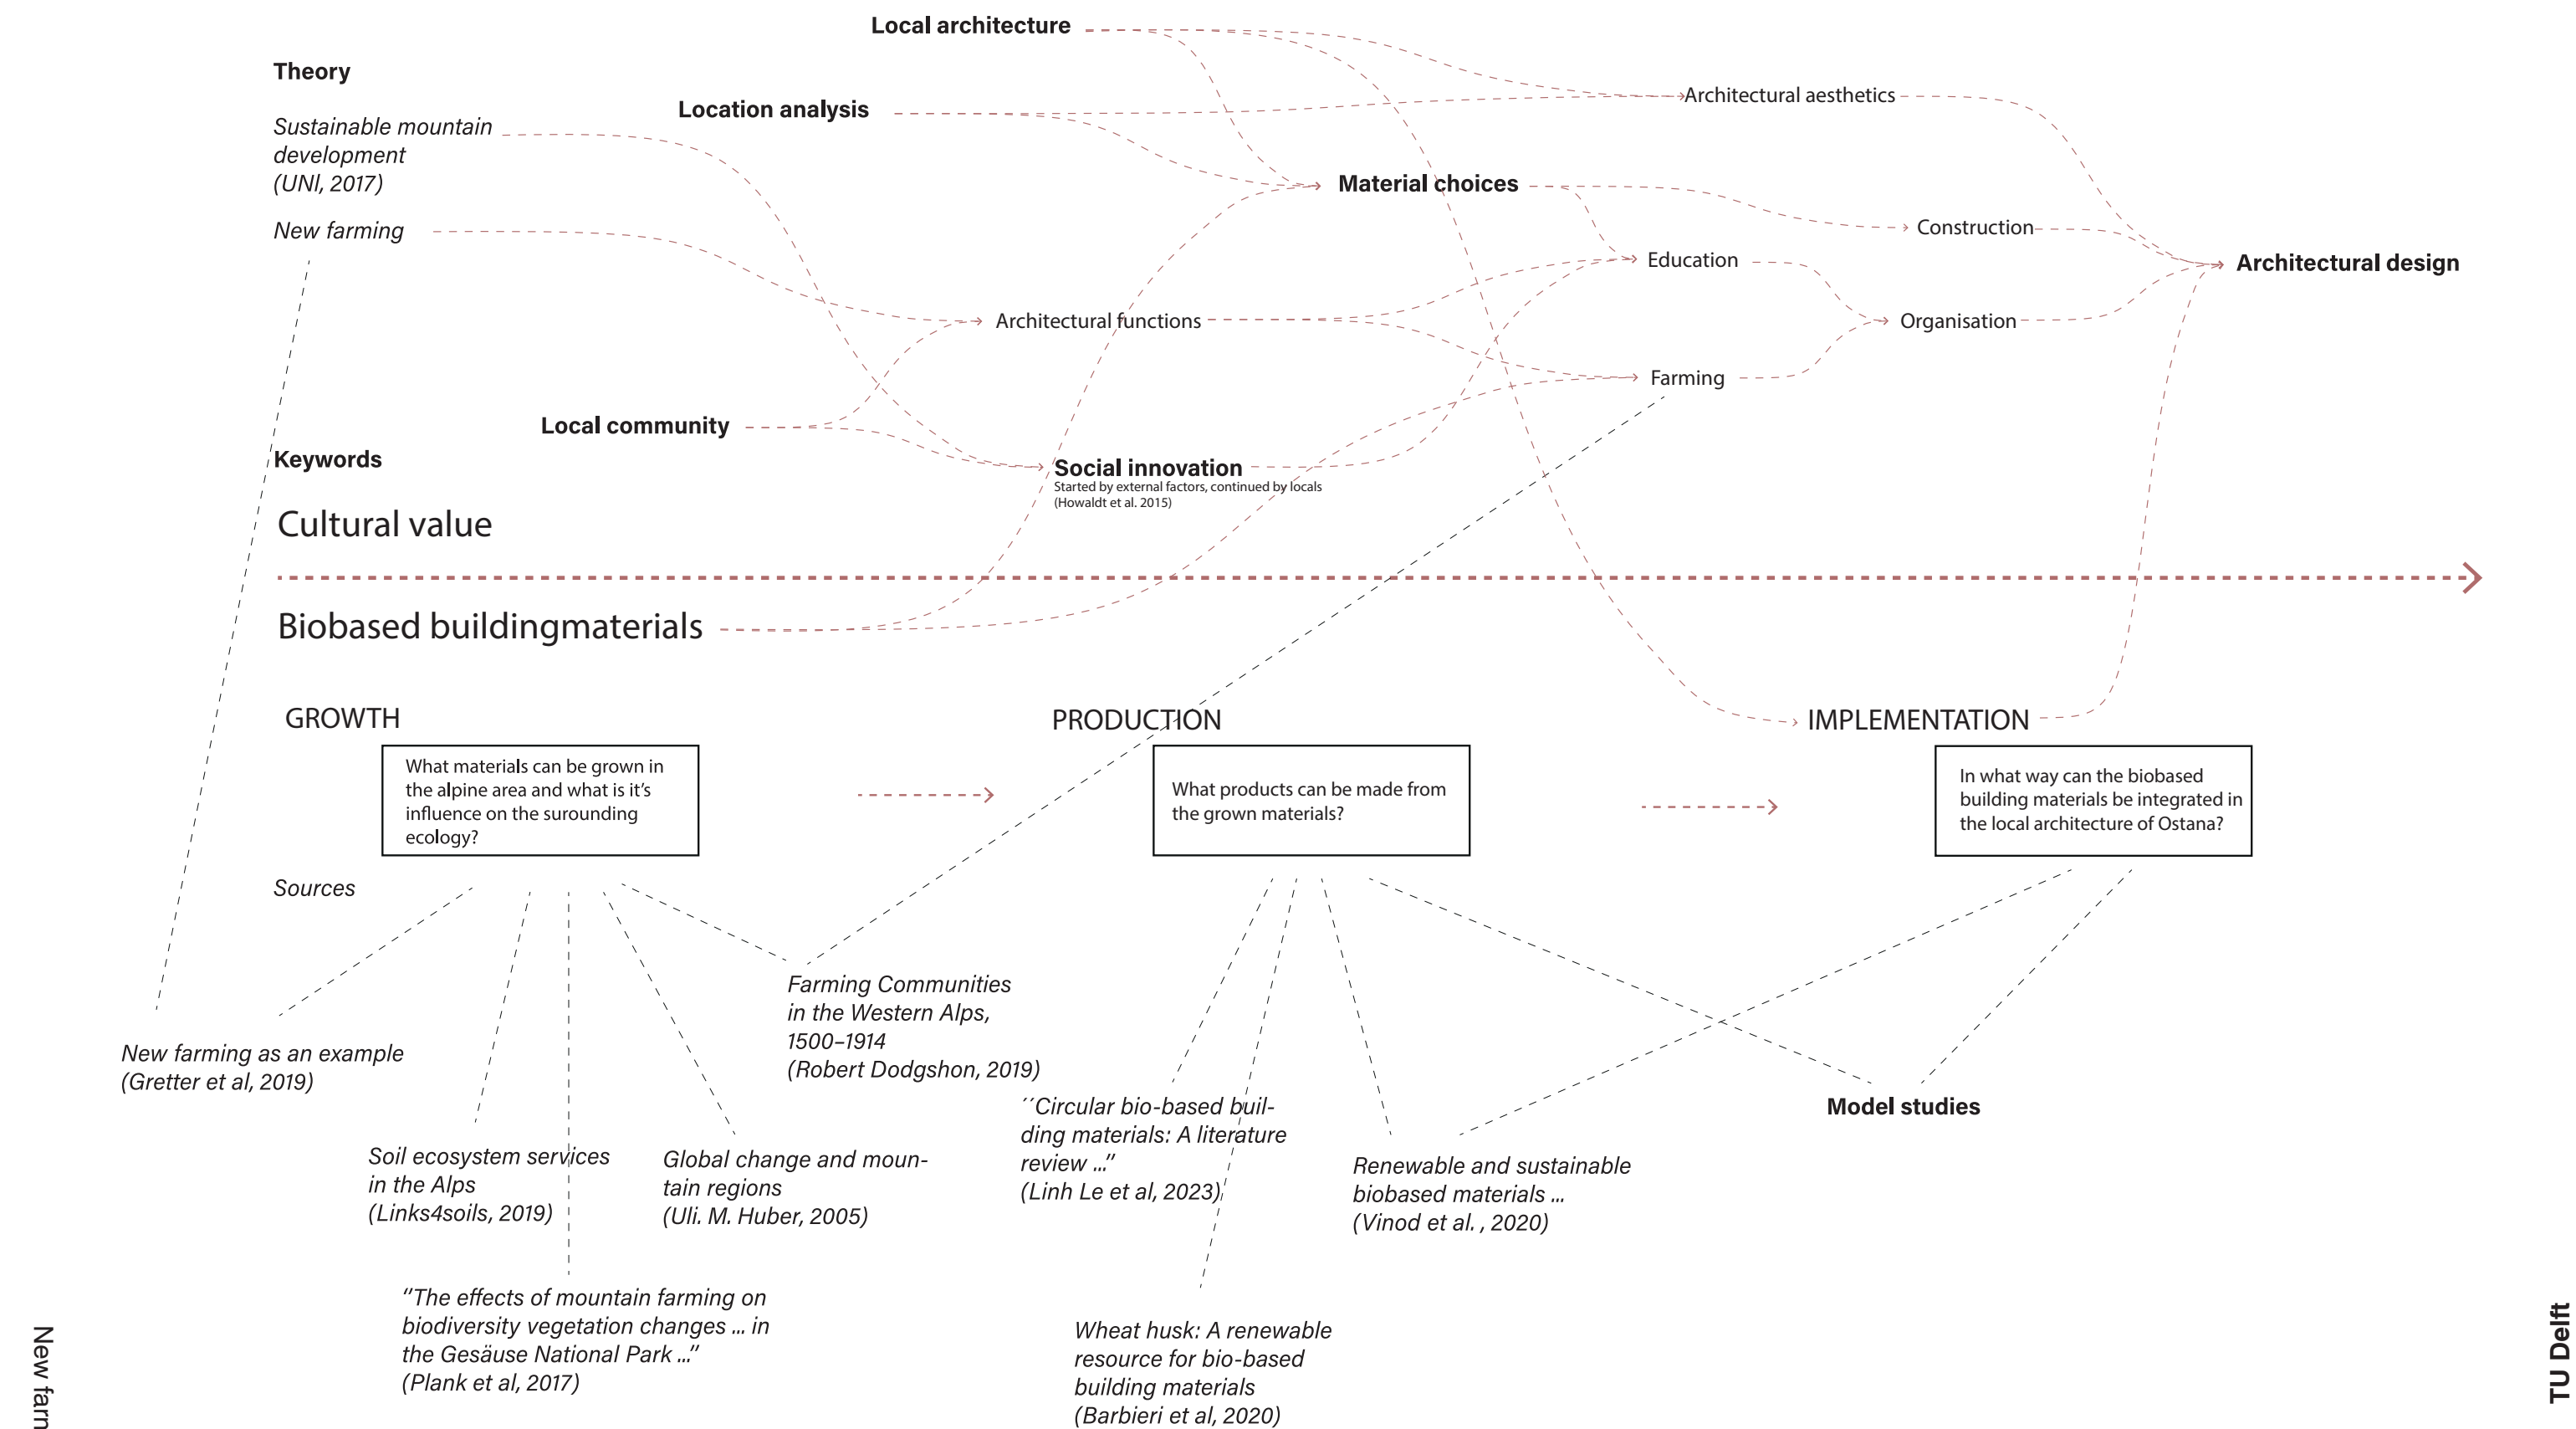 Local architecture
Theory
Architectural aesthetics
Location analysis
Sustainable mountain
development
(UNI, 2017)
Material choices
New farming
Construction
Education
Architectural design
Architectural functions
Organisation
Farming
Local community
Keywords
Social innovation
Started by external factors, continued by locals
(Howaldt et al. 2015)
Cultural value
Biobased buildingmaterials
GROWTH
PRODUCTION
IMPLEMENTATION
What materials can be grown in
the alpine area and what is it's
influence on the surounding
ecology?
What products can be made from
the grown materials?
In what way can the biobased
building materials be integrated in
the local architecture of Ostana?
Sources
Farming Communities
in the Western Alps,
1500–1914
(Robert Dodgshon, 2019)
New farming as an example
(Gretter et al, 2019)
Soil ecosystem services
in the Alps
(Links4soils, 2019)
Global change and moun-
tain regions
(Uli. M. Huber, 2005)
´´Circular bio-based buil-
ding materials: A literature
review ...”
(Linh Le et al, 2023)
Renewable and sustainable
biobased materials ...
(Vinod et al. , 2020)
Model studies
”The effects of mountain farming on
biodiversity vegetation changes ... in
the Gesäuse National Park ...”
(Plank et al, 2017)
Wheat husk: A renewable
resource for bio-based
building materials
(Barbieri et al, 2020)
New farn
TU Delft